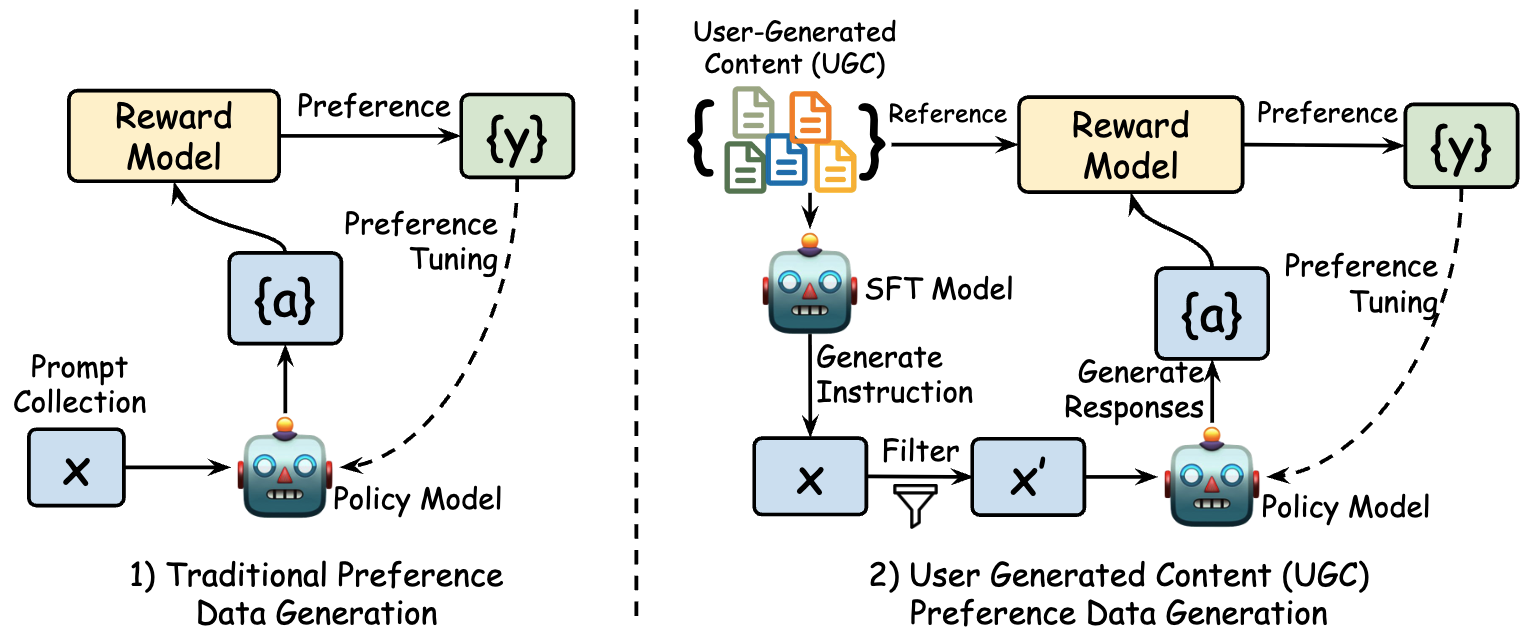 Reward
Model
Preference
{y}
Preference
Tuning
{a}
Prompt
Collection
x
Policy Model
1) Traditional Preference
Data Generation
User-Generated
Content (UGC)
{ }
Reference
Reward
Model
Preference
{y}
SFT Model
Preference
Tuning
{a}
Generate
Instruction
Generate
Responses
x
Filter
x'
Policy Model
2) User Generated Content (UGC)
Preference Data Generation